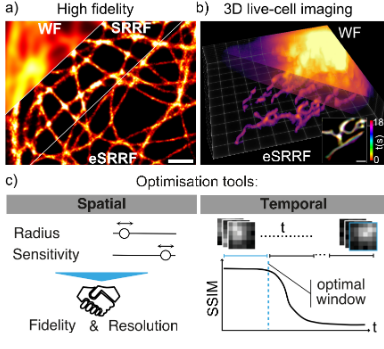 a) High fidelity
WF
SRRF
eSRRF
b) 3D live-cell imaging
WF
eSRRF
18
t(s)
0
c) Optimisation tools:
Spatial
Radius
Sensitivity
Fidelity & Resolution
Temporal
t
optimal
window
SSIM